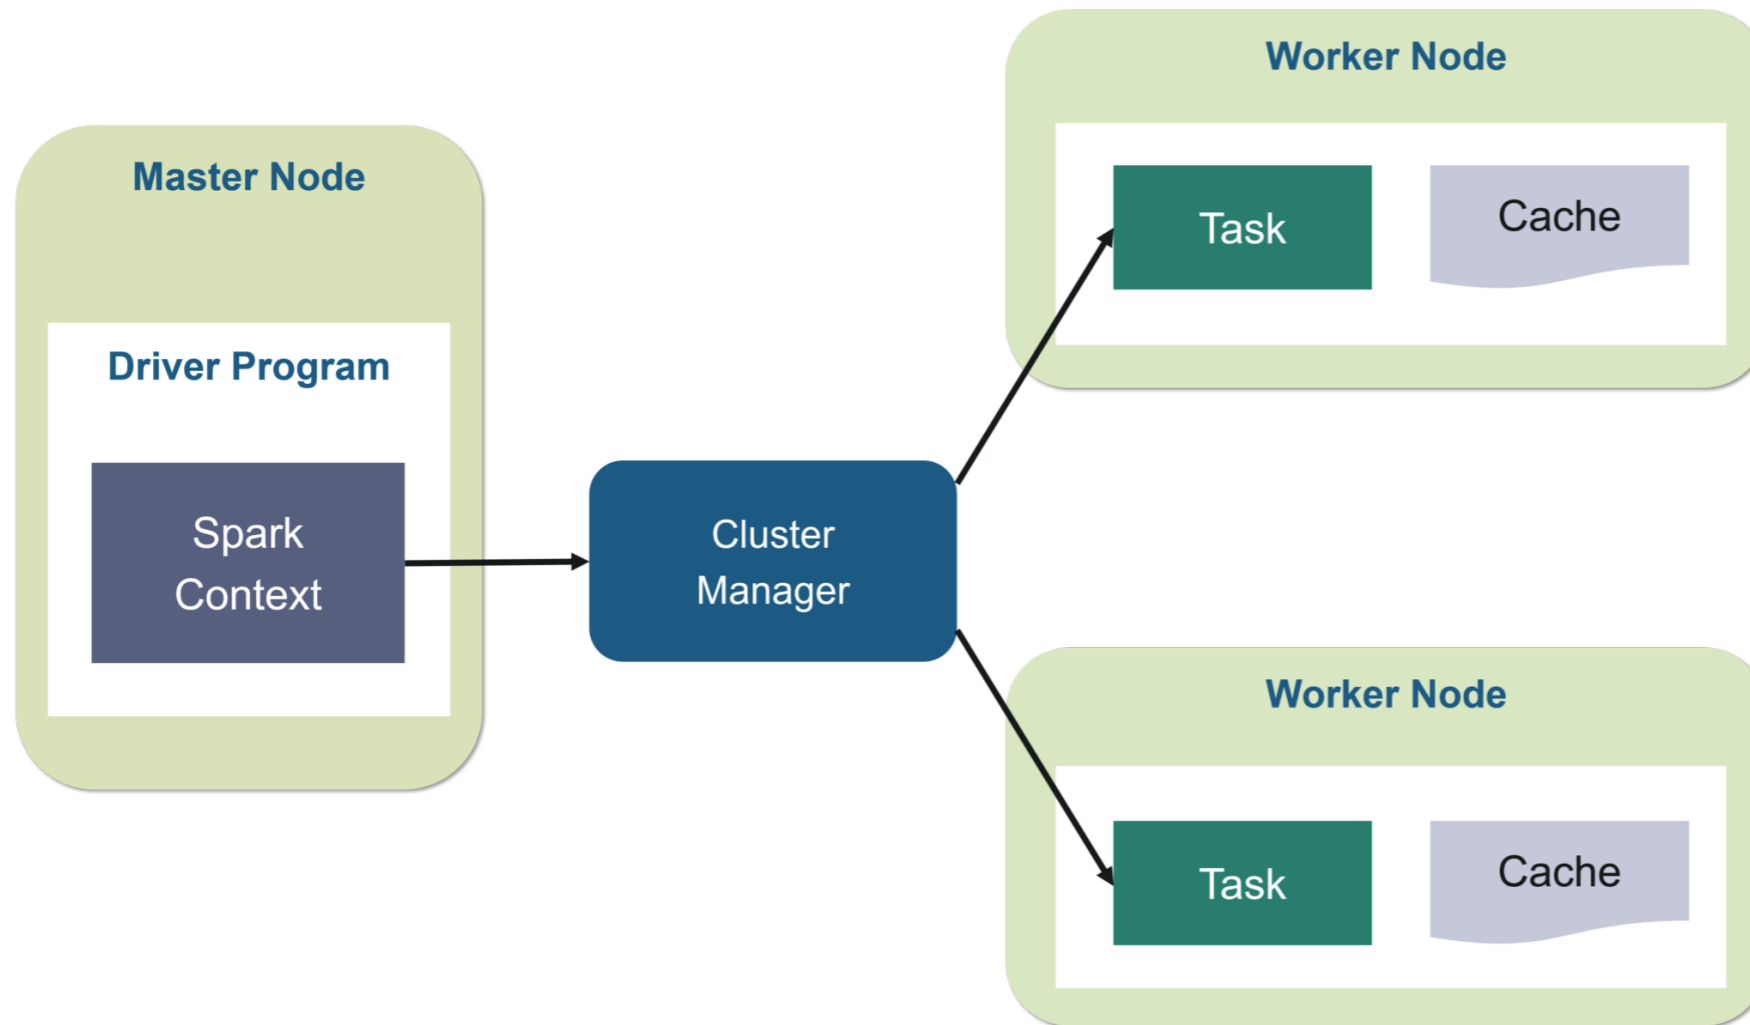 Master Node
Driver Program
Spark
Context
Cluster
Manager
Worker Node
Task
Cache
Worker Node
Task
Cache